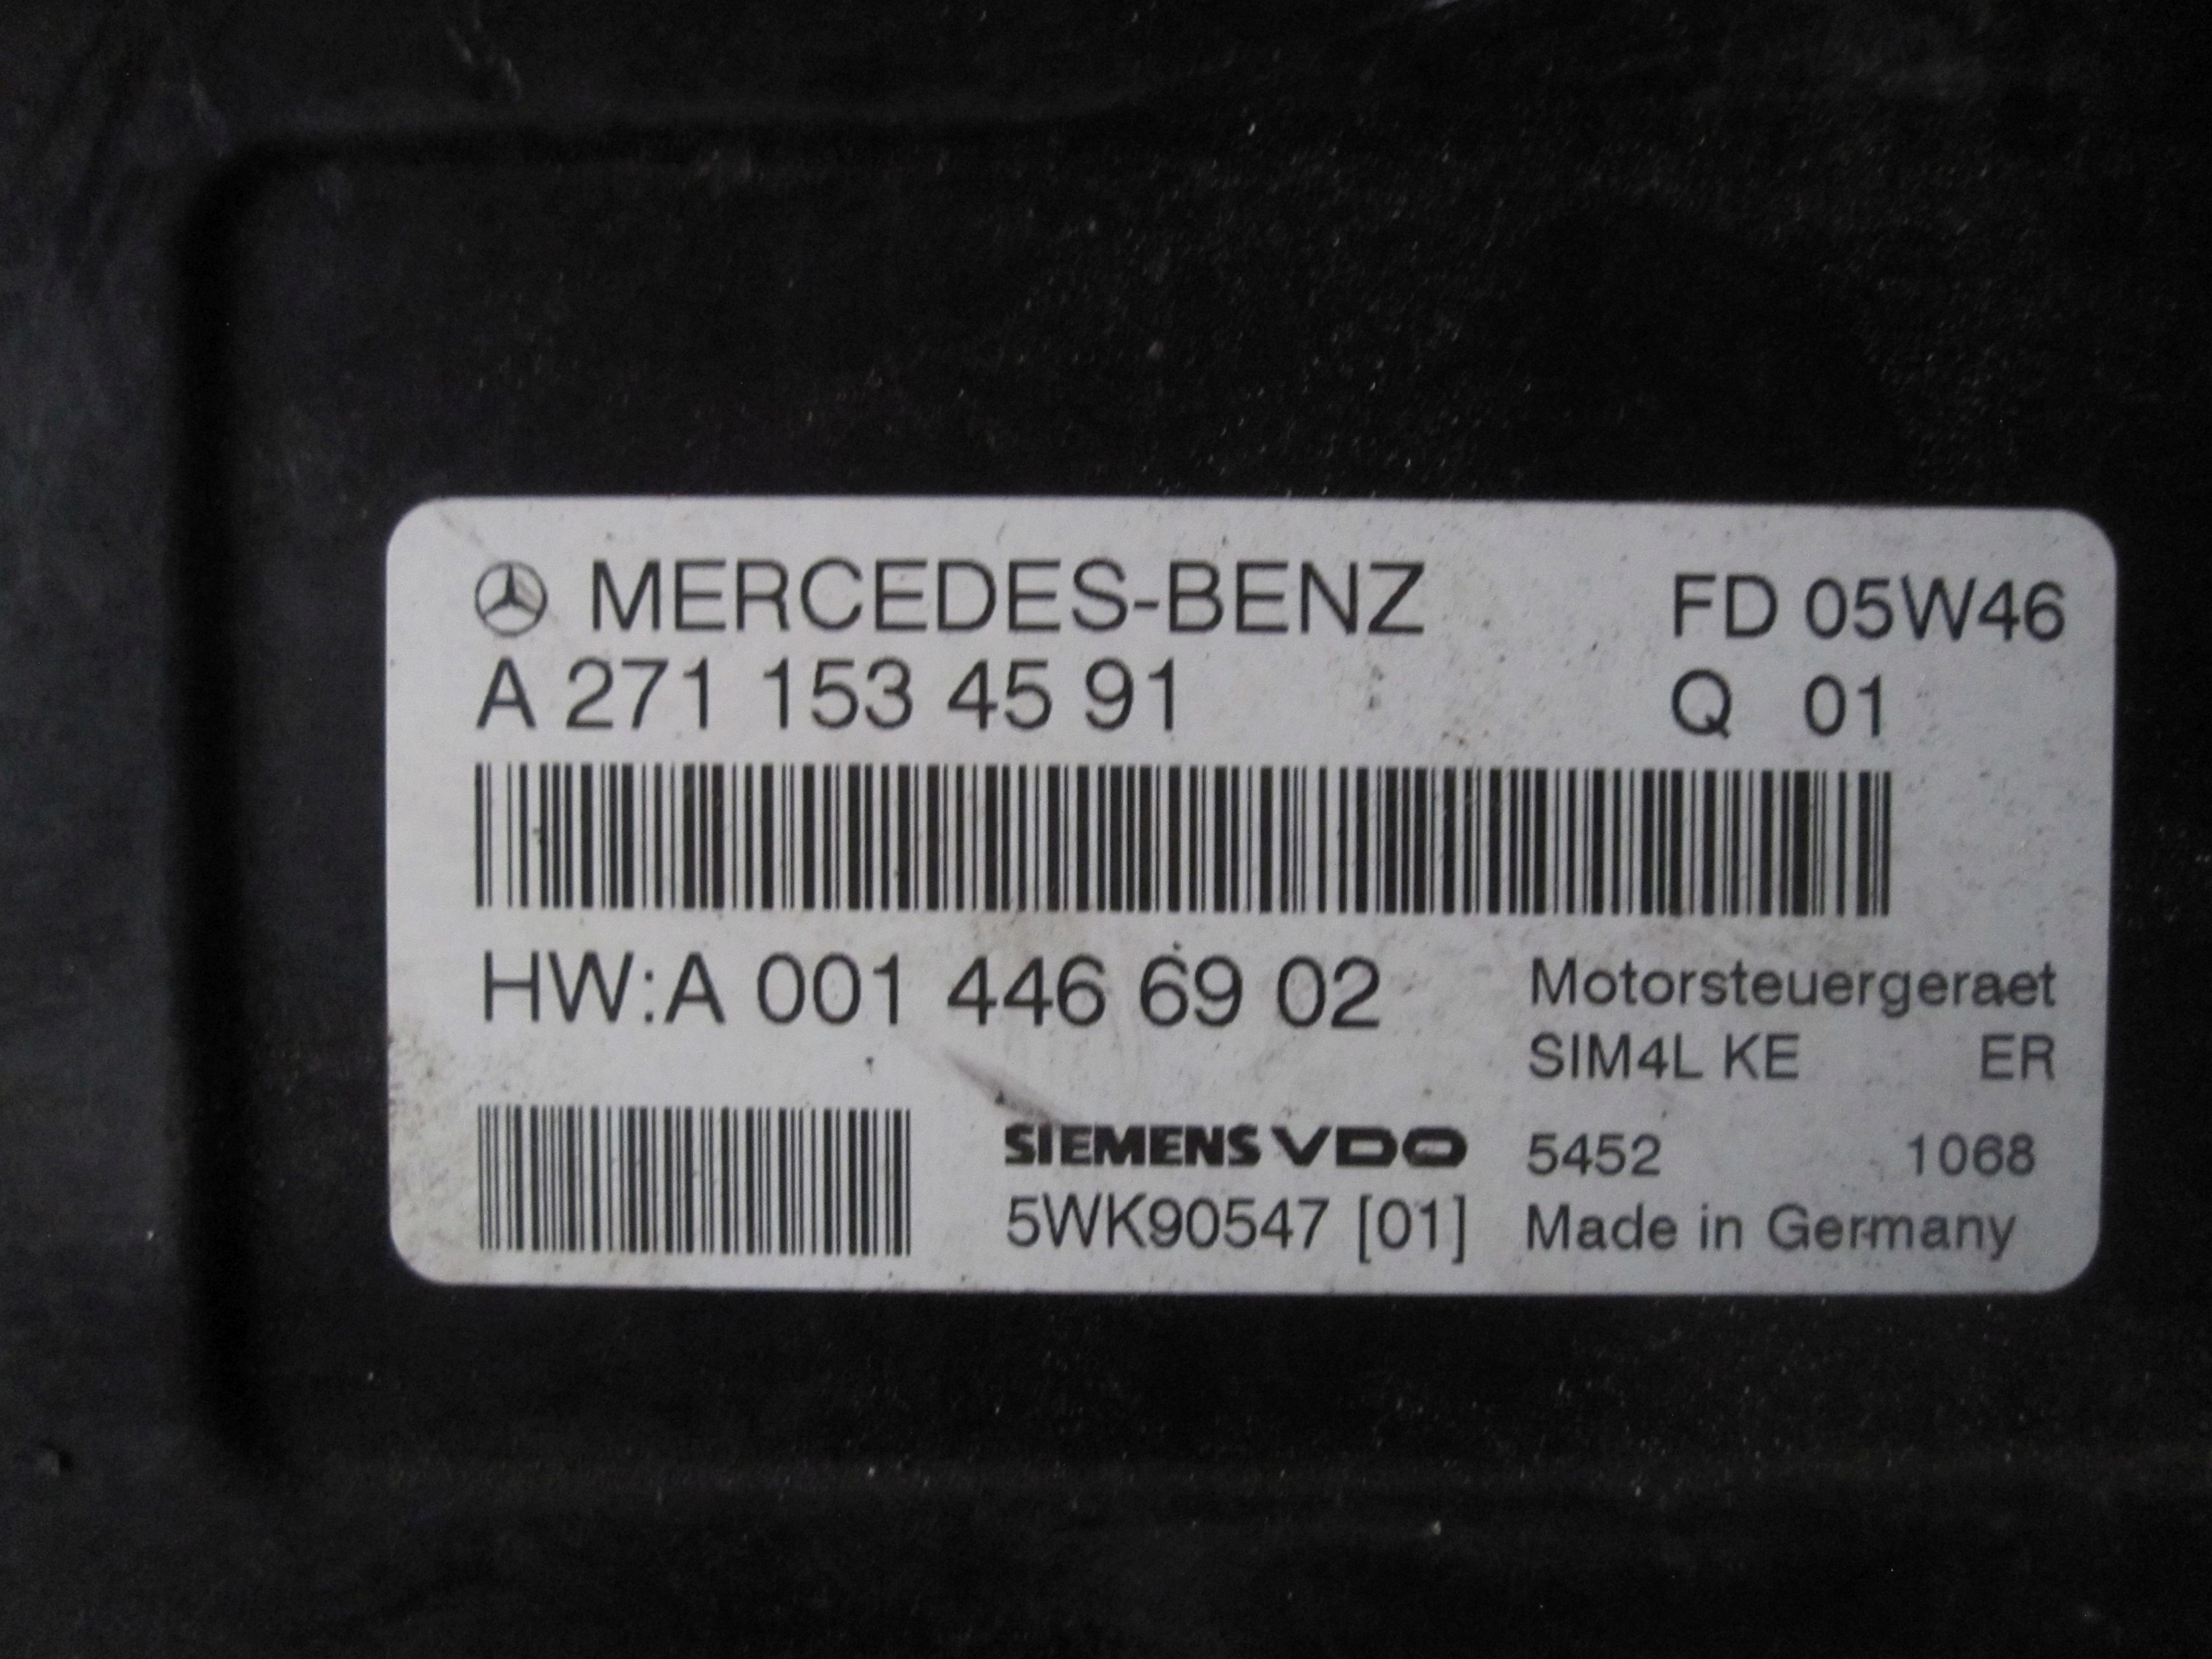 MERCEDES-BENZ FD 05W46
A 271 153 45 91 Q 01
HW:A 001 446 69 02 Motorsteuergeraet
SIM4L KE ER
SIEMENS VDO 5452 1068
5WK90547 [01] Made in Germany